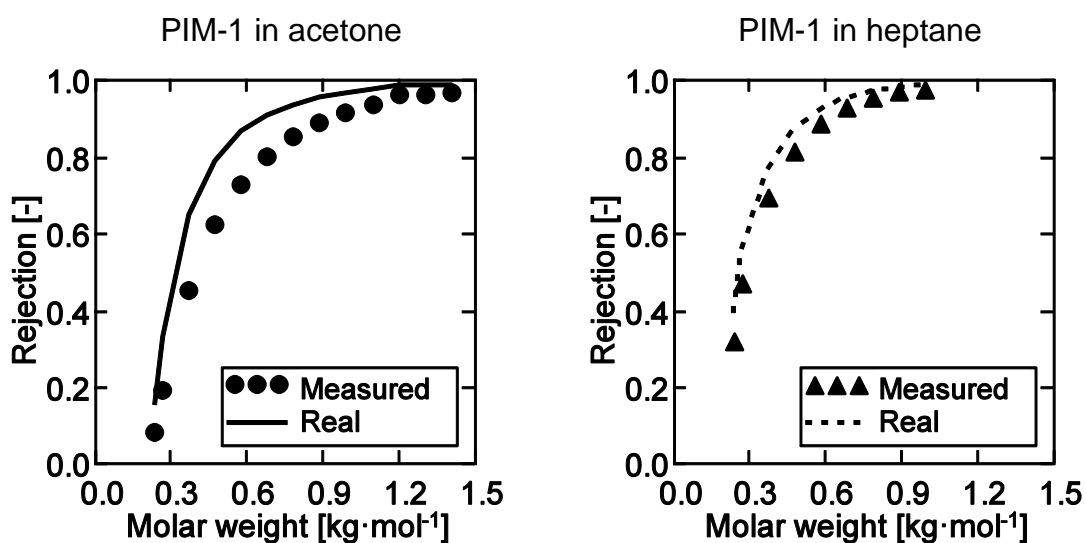 PIM-1 in acetone
Rejection [-]
1.0
0.8
0.6
0.4
0.2
0.0
Measured
Real
0.0 0.3 0.6 0.9 1.2 1.5
Molar weight [kg·mol⁻¹]
PIM-1 in heptane
Rejection [-]
1.0
0.8
0.6
0.4
0.2
0.0
Measured
Real
0.0 0.3 0.6 0.9 1.2 1.5
Molar weight [kg·mol⁻¹]